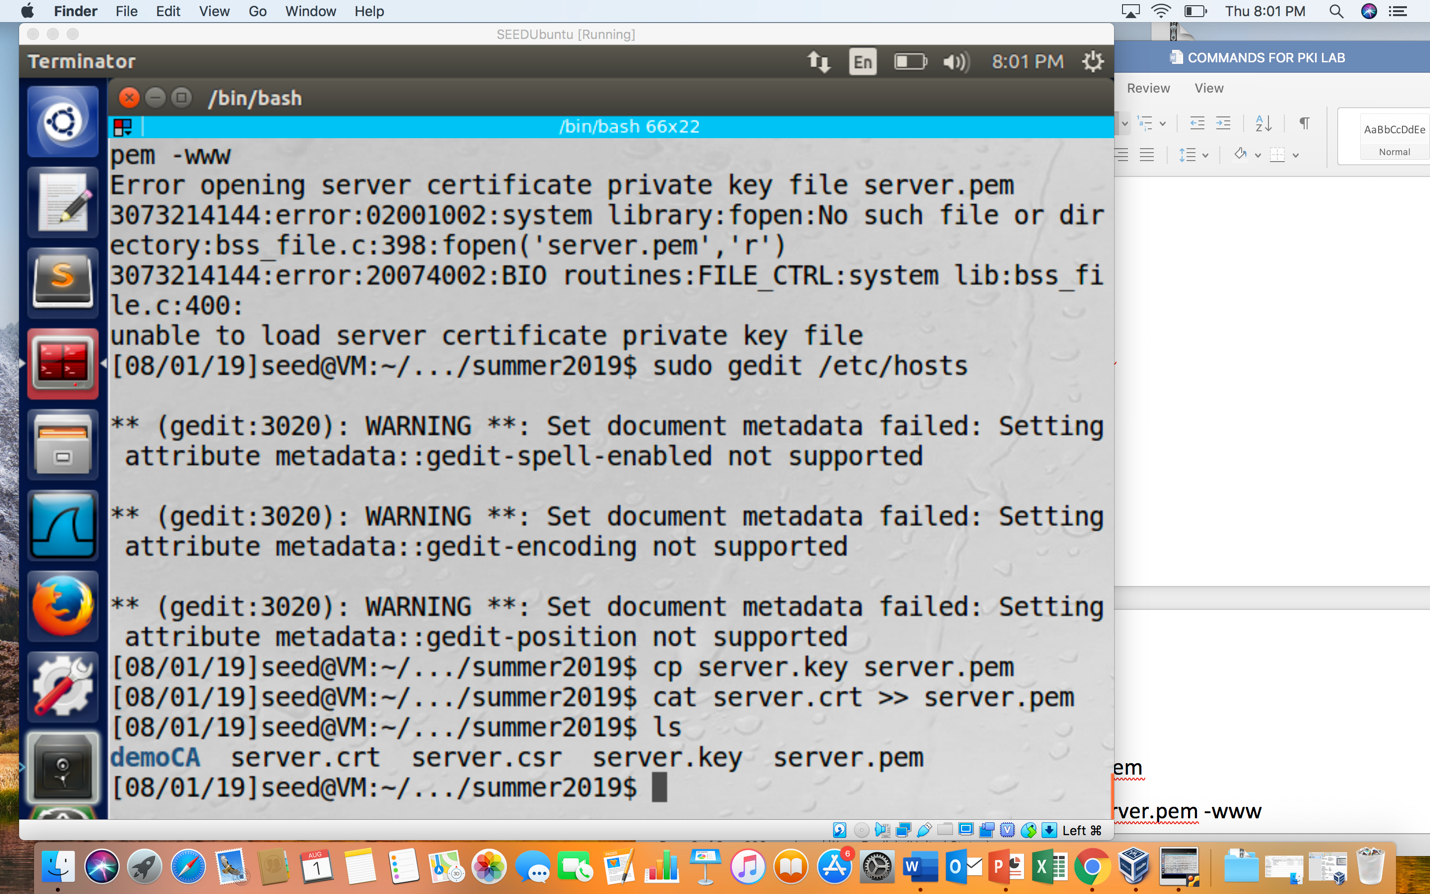 Finder File Edit View Go Window Help Thu 8:01 PM
SEEDUbuntu [Running]
Terminator En 8:01 PM
/bin/bash
/bin/bash 66x22
pem -www
Error opening server certificate private key file server.pem
3073214144:error:02001002:system library:fopen:No such file or dir
ectory:bss_file.c:398:fopen('server.pem','r')
3073214144:error:20074002:BIO routines:FILE_CTRL:system lib:bss_fi
le.c:400:
unable to load server certificate private key file
[08/01/19]seed@VM:~/.../summer2019$ sudo gedit /etc/hosts
** (gedit:3020): WARNING **: Set document metadata failed: Setting
attribute metadata::gedit-spell-enabled not supported
** (gedit:3020): WARNING **: Set document metadata failed: Setting
attribute metadata::gedit-encoding not supported
** (gedit:3020): WARNING **: Set document metadata failed: Setting
attribute metadata::gedit-position not supported
[08/01/19]seed@VM:~/.../summer2019$ cp server.key server.pem
[08/01/19]seed@VM:~/.../summer2019$ cat server.crt >> server.pem
[08/01/19]seed@VM:~/.../summer2019$ ls
demoCA server.crt server.csr server.key server.pem
[08/01/19]seed@VM:~/.../summer2019$
Left ⌘
COMMANDS FOR PKI LAB
Review View
AaBbCcDdEe
Normal
em
rver.pem -www
AUG
1
6